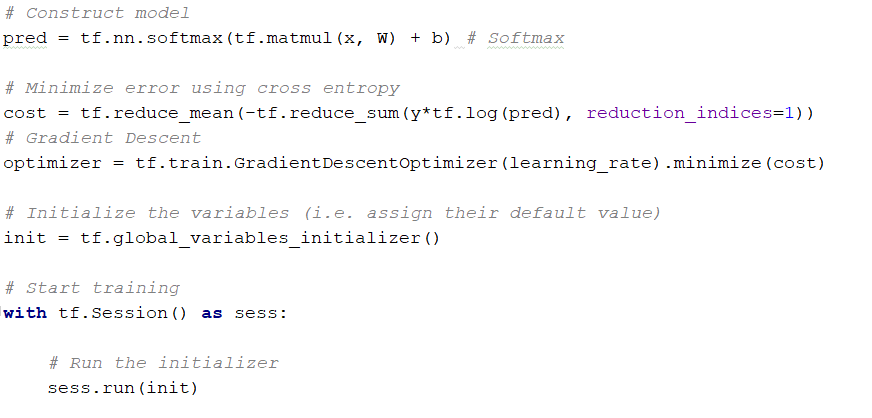 # Construct model
pred = tf.nn.softmax(tf.matmul(x, W) + b) # Softmax
# Minimize error using cross entropy
cost = tf.reduce_mean(-tf.reduce_sum(y*tf.log(pred), reduction_indices=1))
# Gradient Descent
optimizer = tf.train.GradientDescentOptimizer(learning_rate).minimize(cost)
# Initialize the variables (i.e. assign their default value)
init = tf.global_variables_initializer()
# Start training
with tf.Session() as sess:
# Run the initializer
sess.run(init)